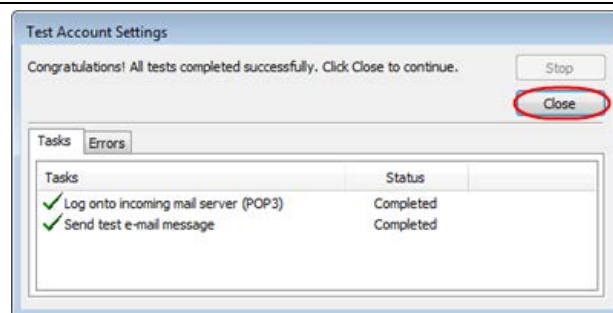 Test Account Settings
Congratulations! All tests completed successfully. Click Close to continue.
Stop
Close
Tasks Errors
Tasks Status
Log onto incoming mail server (POP3) Completed
Send test e-mail message Completed